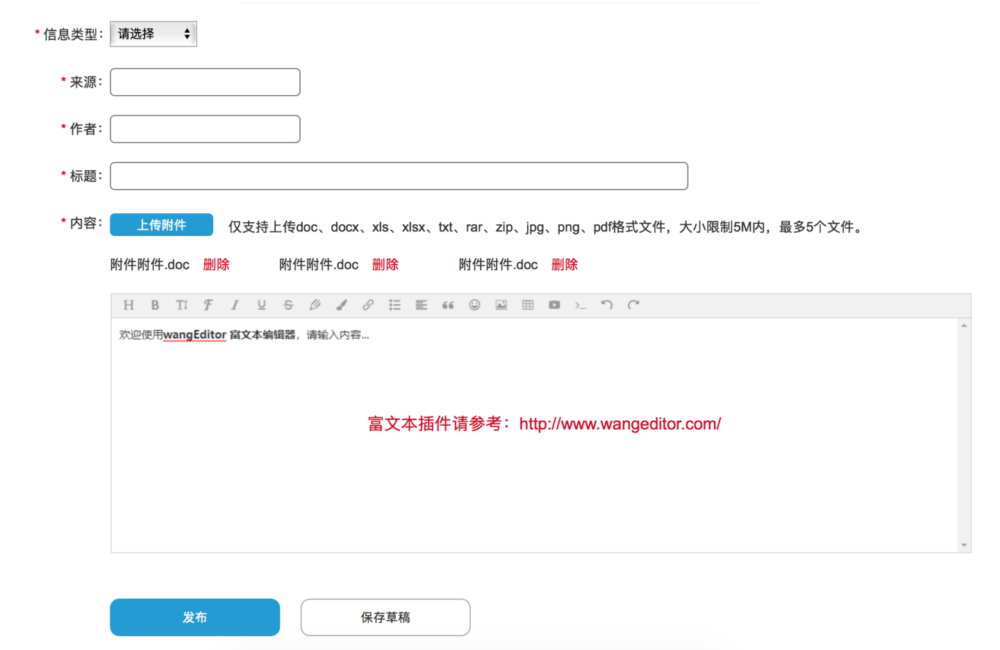 * 信息类型： 请选择
* 来源：
* 作者：
* 标题：
* 内容： 上传附件 仅支持上传doc、docx、xls、xlsx、txt、rar、zip、jpg、png、pdf格式文件，大小限制5M内，最多5个文件。
附件附件.doc 删除 附件附件.doc 删除 附件附件.doc 删除
欢迎使用wangEditor 富文本编辑器，请输入内容...
富文本插件请参考：http://www.wangeditor.com/
发布 保存草稿